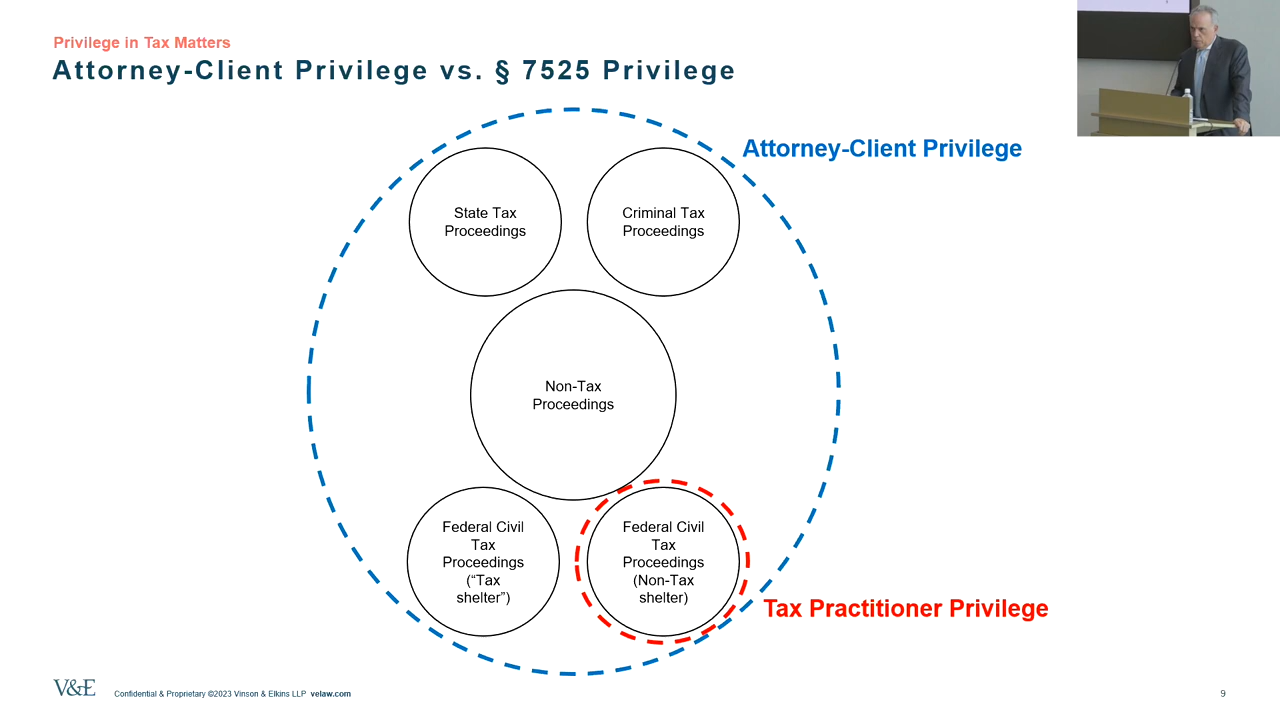 Privilege in Tax Matters
Attorney-Client Privilege vs. § 7525 Privilege
Attorney-Client Privilege
State Tax
Proceedings
Criminal Tax
Proceedings
Non-Tax
Proceedings
Federal Civil
Tax
Proceedings
(“Tax
shelter”)
Federal Civil
Tax
Proceedings
(Non-Tax
shelter)
Tax Practitioner Privilege
V&E
Confidential & Proprietary ©2023 Vinson & Elkins LLP velaw.com
9